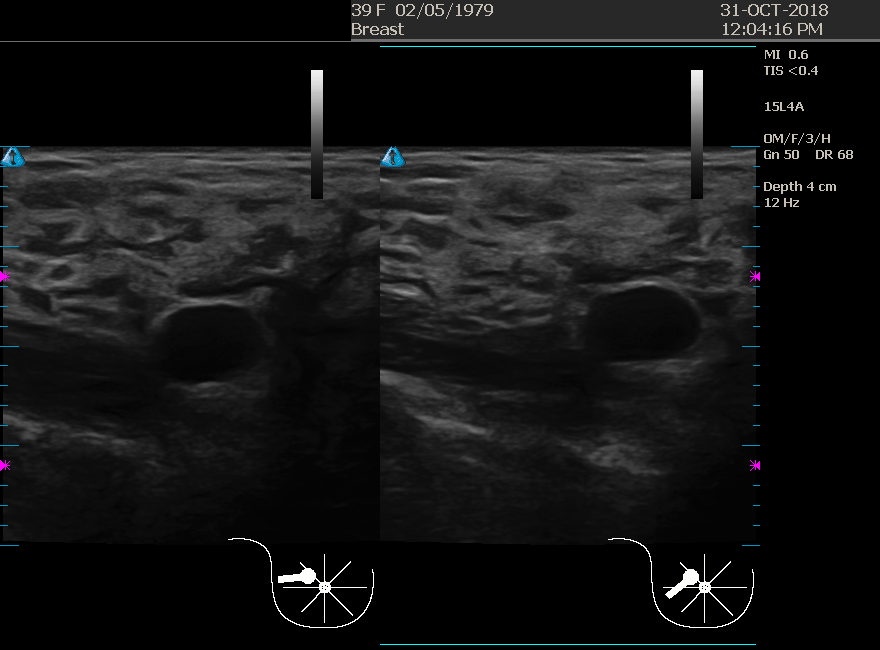 39 F 02/05/1979
31-OCT-2018
Breast
12:04:16 PM
MI 0.6
TIS <0.4
15L4A
OM/F/3/H
Gn 50 DR 68
Depth 4 cm
12 Hz